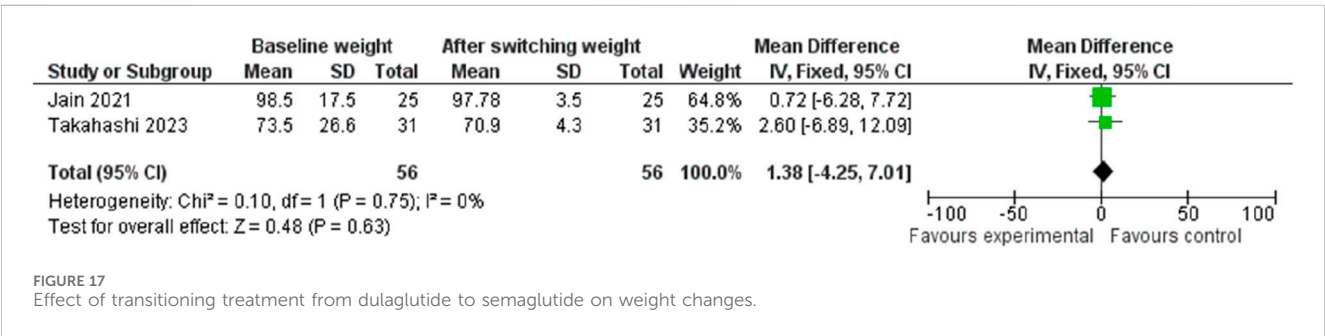 Baseline weight After switching weight Mean Difference Mean Difference
Study or Subgroup Mean SD Total Mean SD Total Weight IV, Fixed, 95% CI IV, Fixed, 95% CI
Jain 2021 98.5 17.5 25 97.78 3.5 25 64.8% 0.72 [-6.28, 7.72]
Takahashi 2023 73.5 26.6 31 70.9 4.3 31 35.2% 2.60 [-6.89, 12.09]
Total (95% CI) 56 56 100.0% 1.38 [-4.25, 7.01]
Heterogeneity: Chi² = 0.10, df = 1 (P = 0.75); I² = 0%
Test for overall effect: Z = 0.48 (P = 0.63)
-100 -50 0 50 100
Favours experimental Favours control
FIGURE 17
Effect of transitioning treatment from dulaglutide to semaglutide on weight changes.